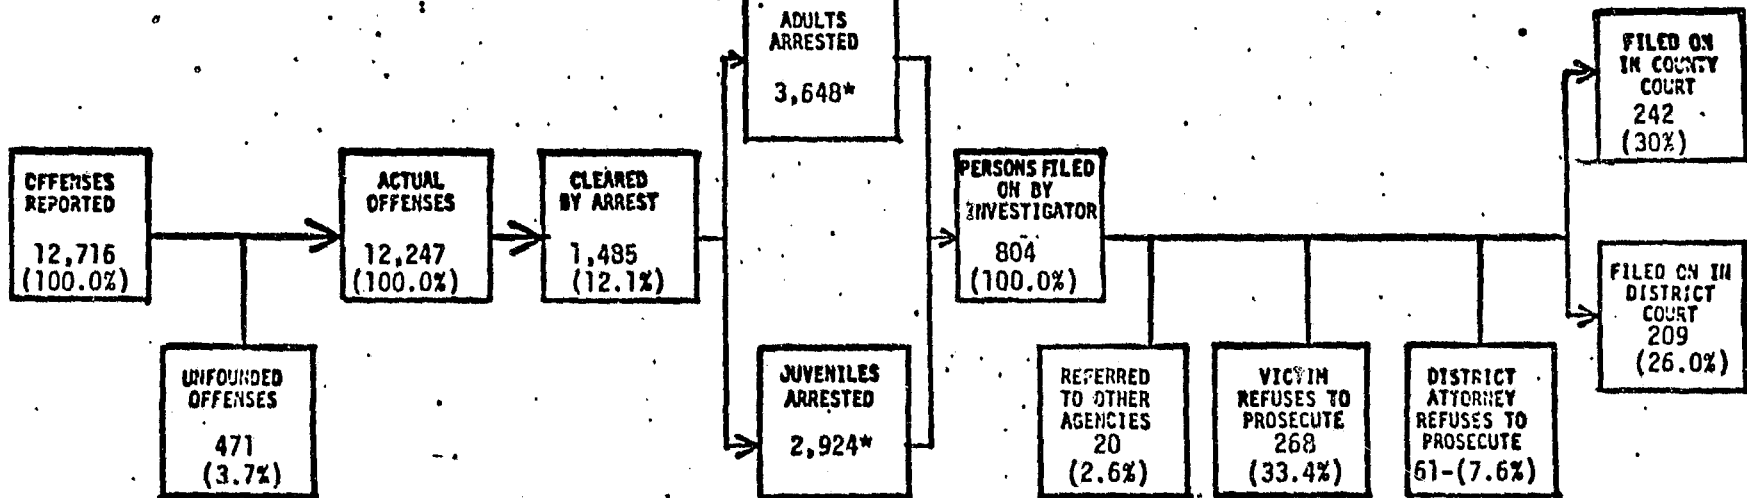 OFFENSES
REPORTED
12,716
(100.0%)
UNFOUNDED
OFFENSES
471
(3.7%)
ACTUAL
OFFENSES
12,247
(100.0%)
CLEARED
BY ARREST
1,485
(12.1%)
ADULTS
ARRESTED
3,648*
JUVENILES
ARRESTED
2,924*
PERSONS FILED
ON BY
INVESTIGATOR
804
(100.0%)
REFERRED
TO OTHER
AGENCIES
20
(2.6%)
VICTIM
REFUSES TO
PROSECUTE
268
(33.4%)
DISTRICT
ATTORNEY
REFUSES TO
PROSECUTE
61-(7.6%)
FILED ON
IN COUNTY
COURT
242
(30%)
FILED ON IN
DISTRICT
COURT
209
(26.0%)